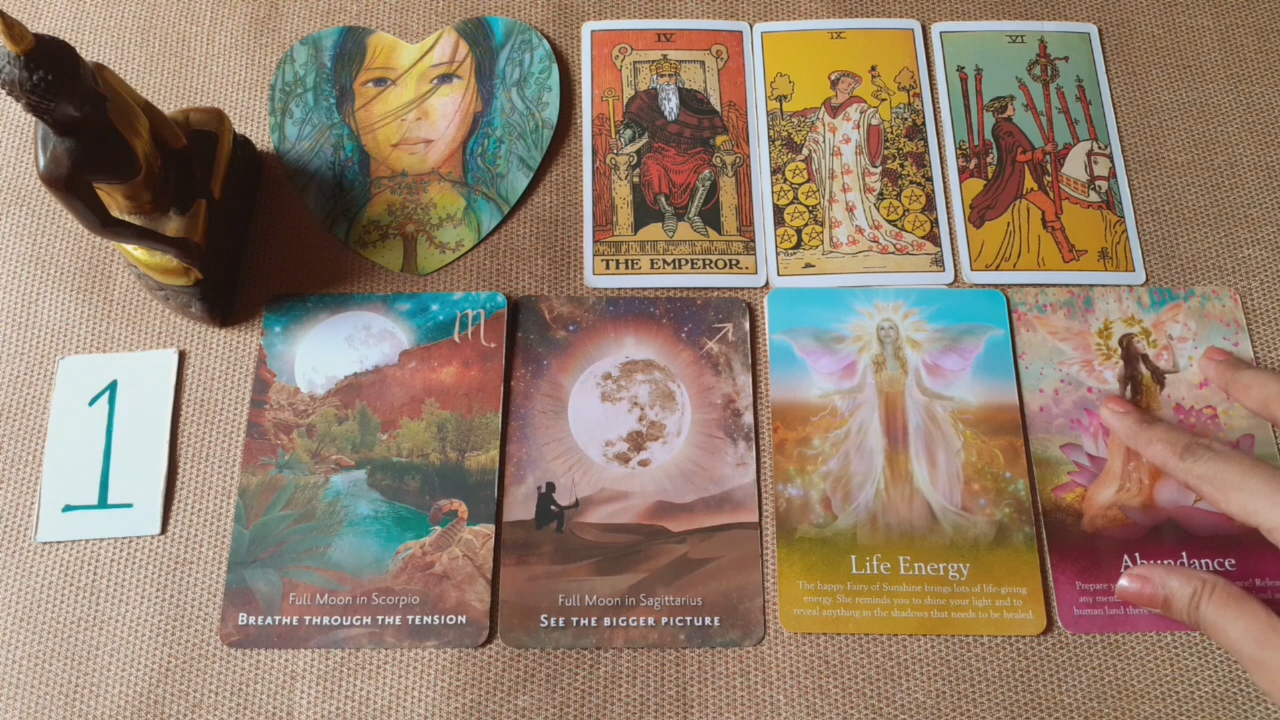 IV
IX
VI
THE EMPEROR.
1
Full Moon in Scorpio
BREATHE THROUGH THE TENSION
Full Moon in Sagittarius
SEE THE BIGGER PICTURE
Life Energy
The happy Fairy of Sunshine brings lots of life-giving
energy. She reminds you to shine your light and to
reveal anything in the shadows that needs to be healed.
Abundance
Prepare
any
human land